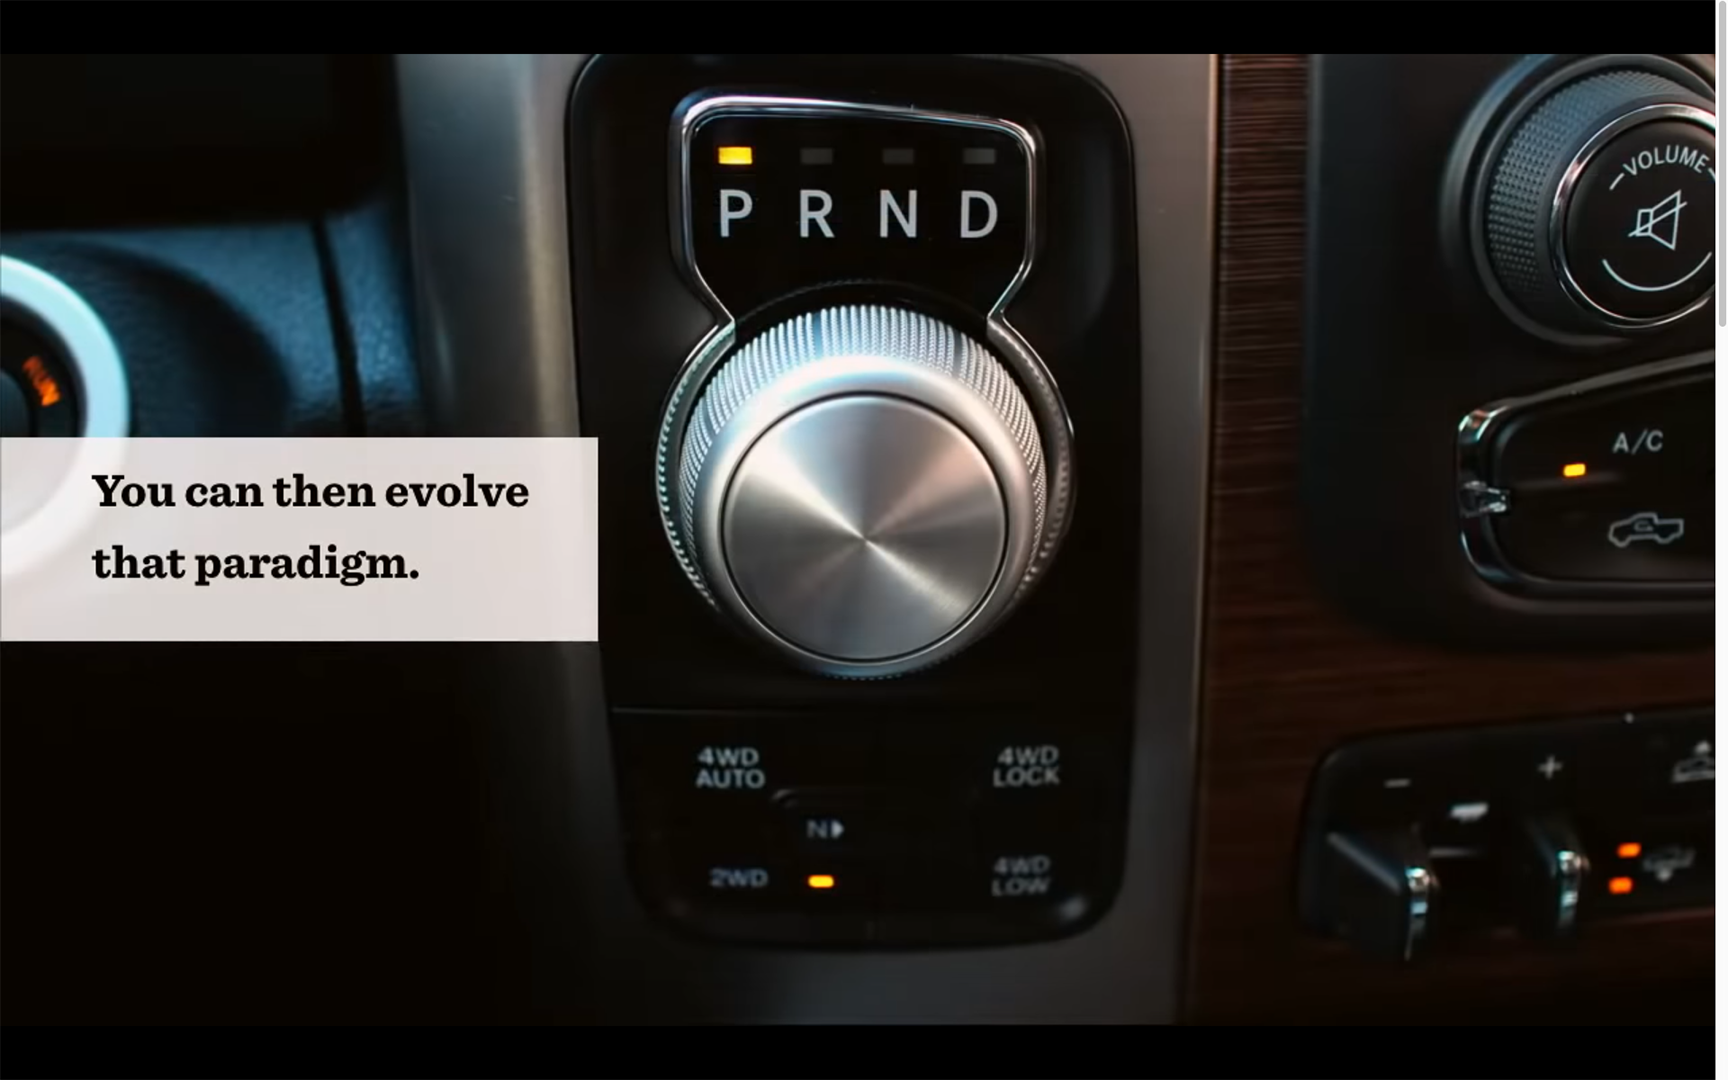 P R N D
VOLUME
RUN
A/C
You can then evolve
that paradigm.
4WD
AUTO
4WD
LOCK
N
2WD
4WD
LOW
- +